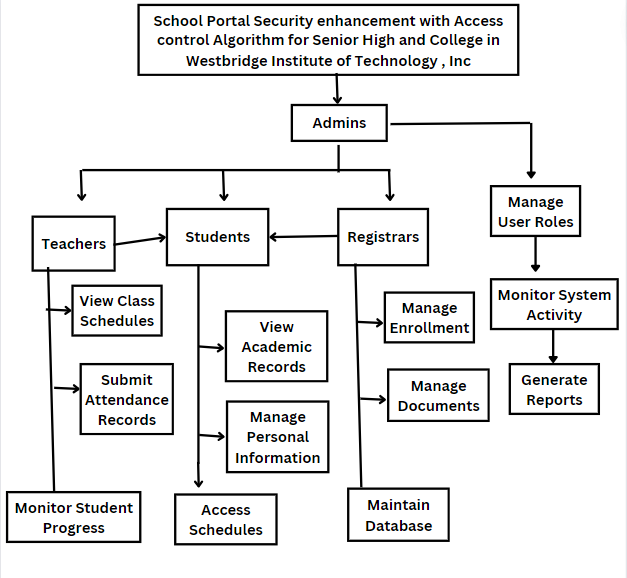 School Portal Security enhancement with Access
control Algorithm for Senior High and College in
Westbridge Institute of Technology , Inc
Admins
Manage
User Roles
Teachers
Students
Registrars
Monitor System
Activity
View Class
Schedules
Manage
Enrollment
View
Academic
Records
Generate
Reports
Submit
Attendance
Records
Manage
Documents
Manage
Personal
Information
Monitor Student
Progress
Access
Schedules
Maintain
Database